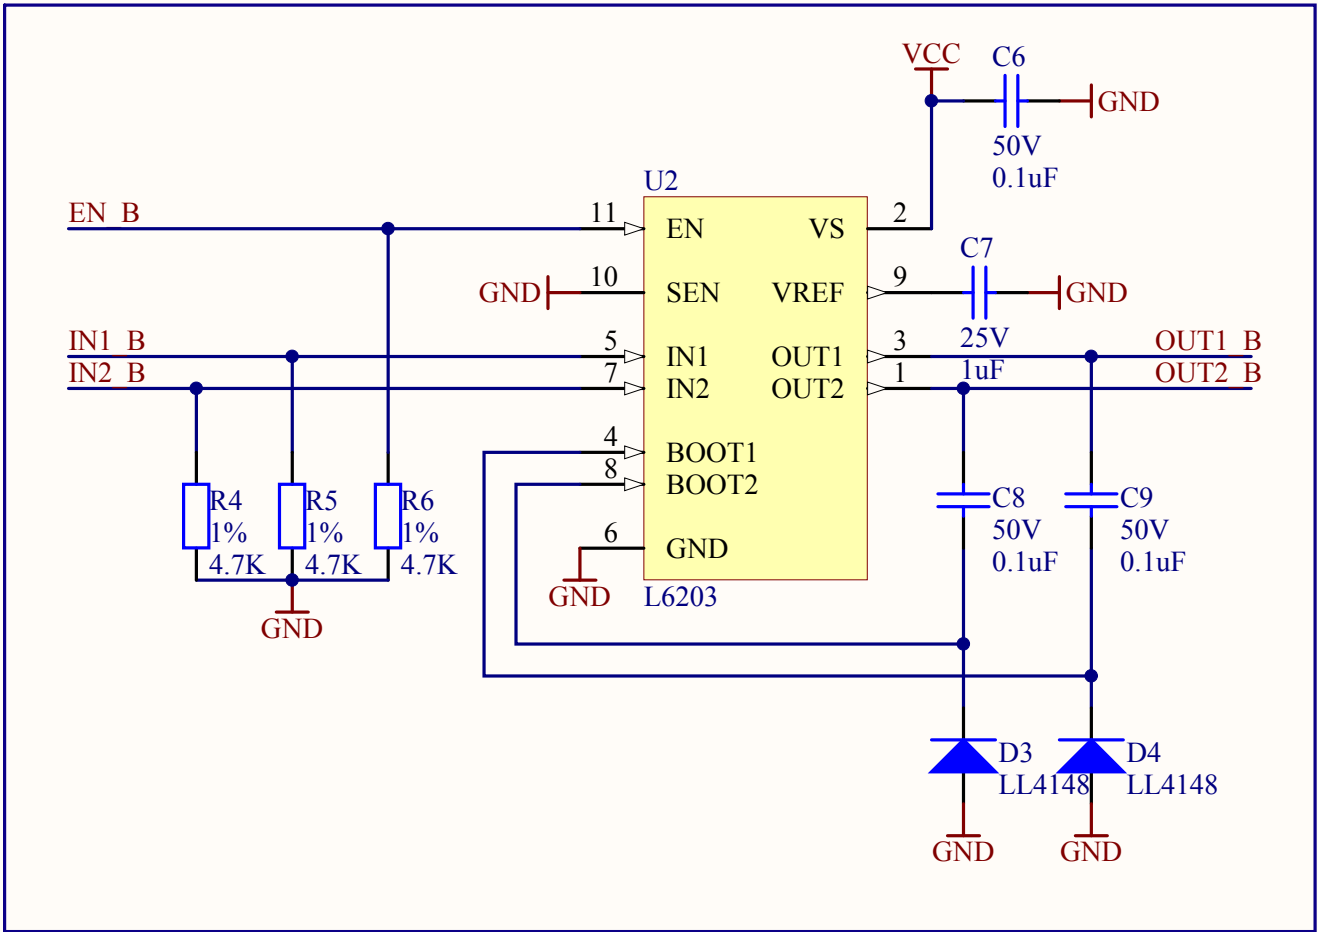 VCC
C6
GND
50V
0.1uF
U2
EN_B
11
EN
VS
2
C7
GND
10
SEN
VREF
9
GND
25V
1uF
IN1_B
5
IN1
OUT1
3
OUT1_B
IN2_B
7
IN2
OUT2
1
OUT2_B
4
BOOT1
8
BOOT2
R4
1%
4.7K
R5
1%
4.7K
R6
1%
4.7K
GND
6
GND
GND
L6203
C8
50V
0.1uF
C9
50V
0.1uF
D3
LL4148
D4
LL4148
GND
GND